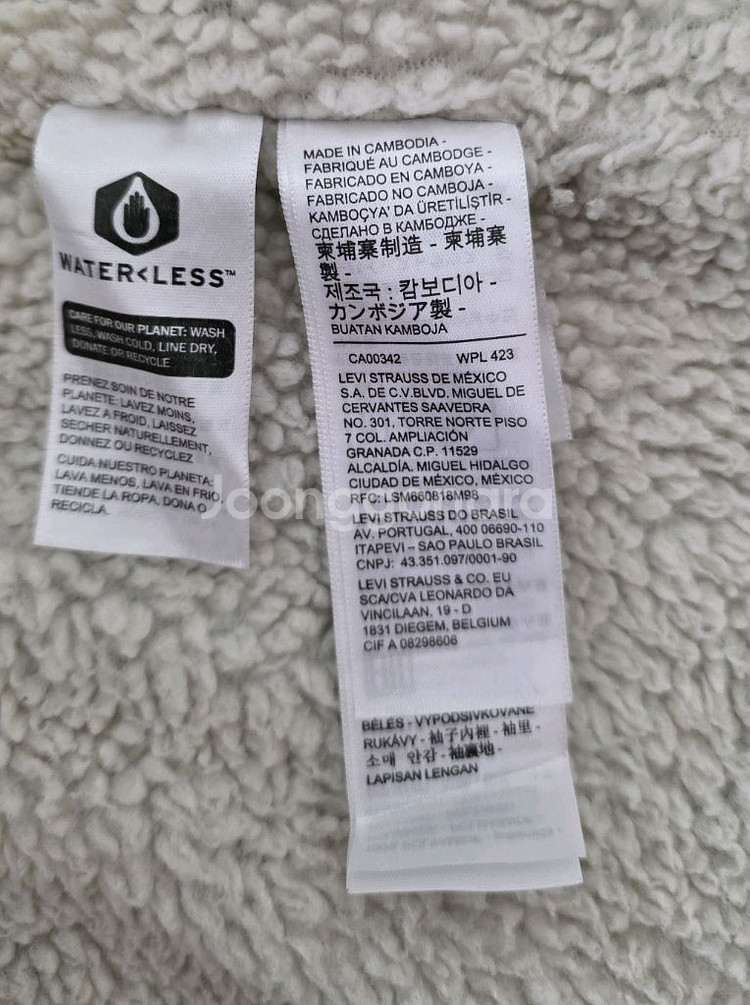 WATER<LESS™
CARE FOR OUR PLANET: WASH
LESS, WASH COLD, LINE DRY,
DONATE OR RECYCLE
PRENEZ SOIN DE NOTRE
PLANETE: LAVEZ MOINS,
LAVEZ A FROID, LAISSEZ
SECHER NATURELLEMENT,
DONNEZ OU RECYCLEZ
CUIDA NUESTRO PLANETA:
LAVA MENOS, LAVA EN FRIO,
TIENDE LA ROPA, DONA O
RECICLA.
MADE IN CAMBODIA -
FABRIQUÉ AU CAMBODGE -
FABRICADO EN CAMBOYA -
FABRICADO NO CAMBOJA -
KAMBOÇYA' DA ÜRETİLİŞTİR -
СДЕЛАНО В КАМБОДЖЕ -
柬埔寨制造 - 柬埔寨
製 -
제조국 : 캄보디아 -
カンボジア製 -
BUATAN KAMBOJA
CA00342 WPL 423
LEVI STRAUSS DE MÉXICO
S.A. DE C.V.BLVD. MIGUEL DE
CERVANTES SAAVEDRA
NO. 301, TORRE NORTE PISO
7 COL. AMPLIACIÓN
GRANADA C.P. 11529
ALCALDÍA. MIGUEL HIDALGO
CIUDAD DE MÉXICO, MÉXICO
RFC: LSM660818M98
LEVI STRAUSS DO BRASIL
AV. PORTUGAL, 400 06690-110
ITAPEVI – SAO PAULO BRASIL
CNPJ: 43.351.097/0001-90
LEVI STRAUSS & CO. EU
SCA/CVA LEONARDO DA
VINCILAAN. 19 - D
1831 DIEGEM, BELGIUM
CIF A 08298606
BÉLÉS - VYPODSIVKOVANE
RUKÁVY - 袖子內裡 - 袖里 -
소매 안감 - 袖裏地 -
LAPISAN LENGAN
Joonggonara